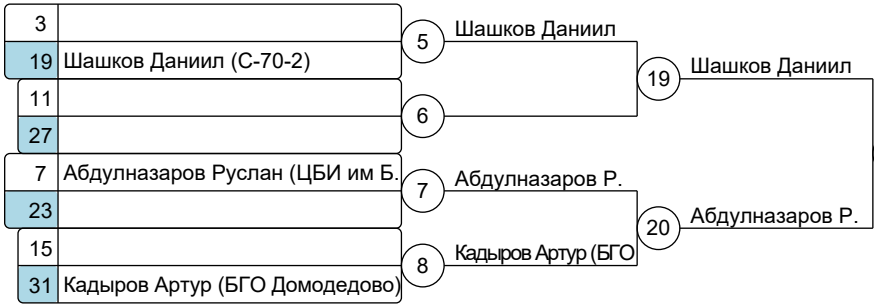 3
19 Шашков Даниил (С-70-2)
5
Шашков Даниил
11
27
6
19
Шашков Даниил
7 Абдулназаров Руслан (ЦБИ им Б.
23
7
Абдулназаров Р.
15
31 Кадыров Артур (БГО Домодедово)
8
Кадыров Артур (БГО
20
Абдулназаров Р.